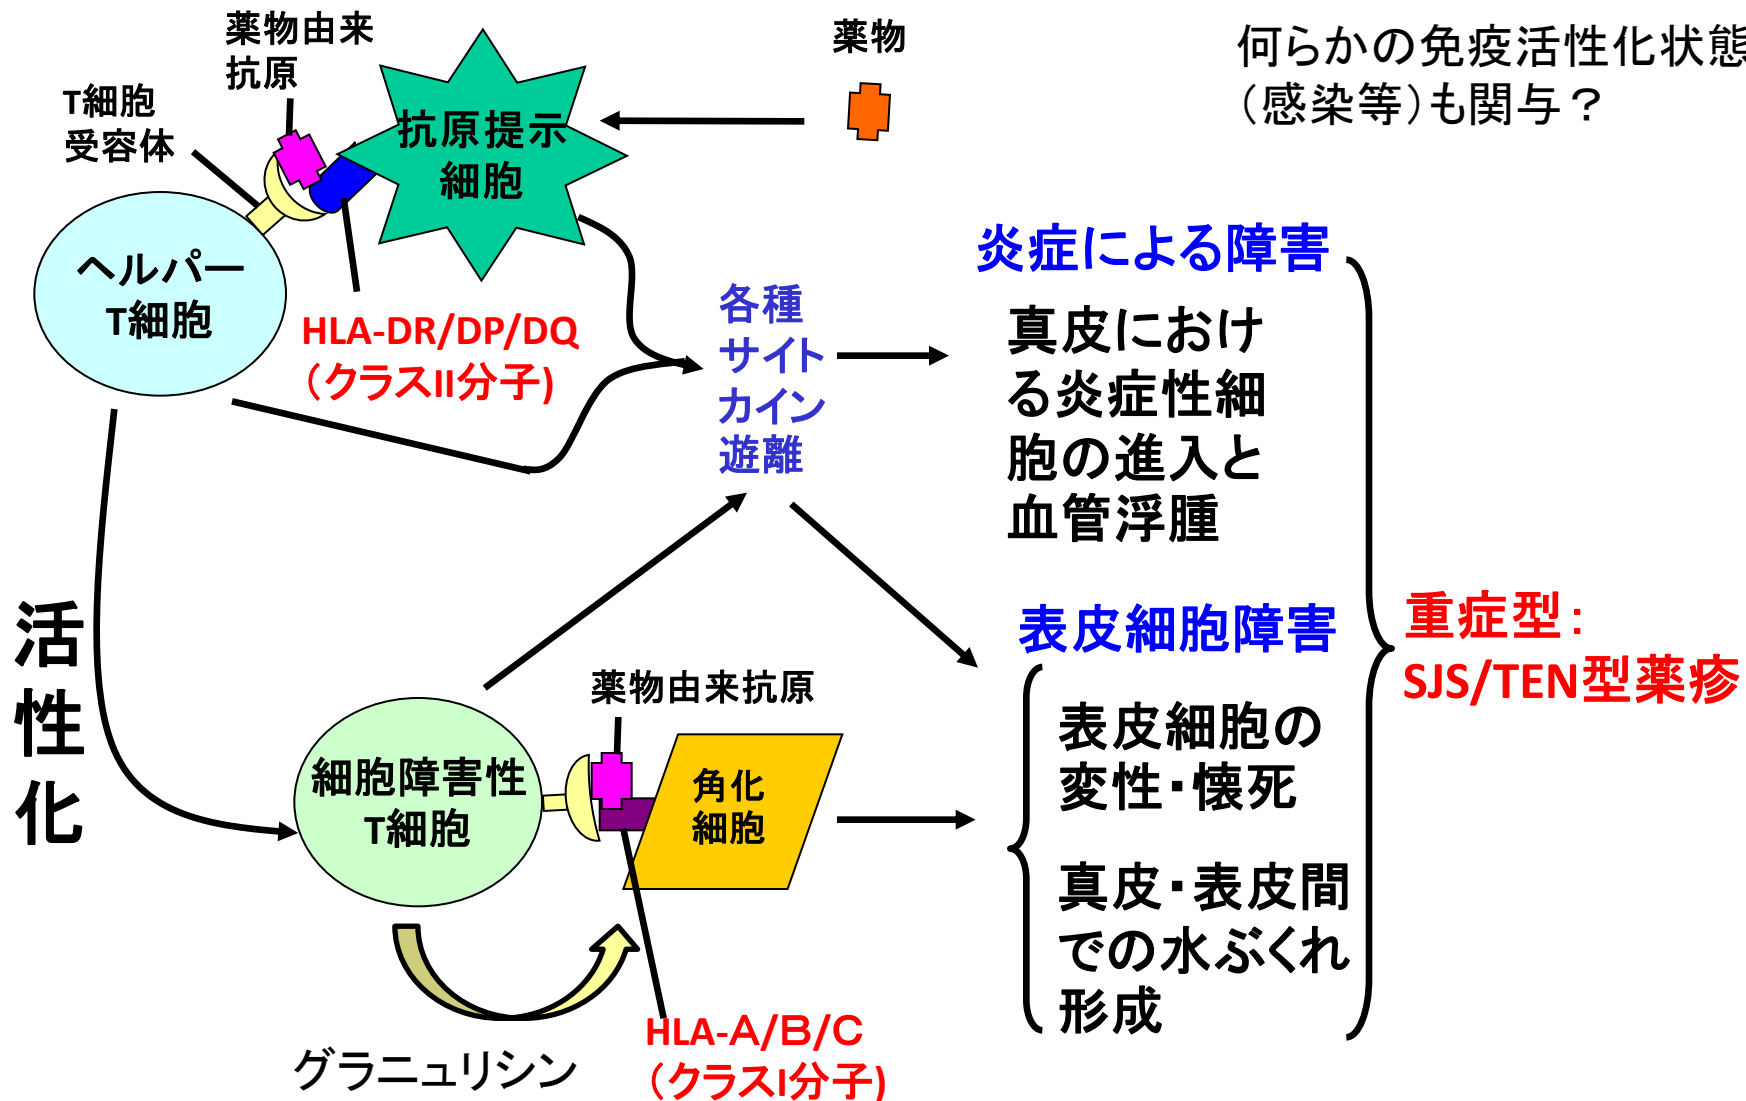 薬物由来
抗原
T細胞
受容体
抗原提示
細胞
薬物
何らかの免疫活性化状態
（感染等）も関与？
ヘルパー
T細胞
HLA-DR/DP/DQ
（クラスII分子)
各種
サイト
カイン
遊離
炎症による障害
真皮におけ
る炎症性細
胞の進入と
血管浮腫
活
性
化
表皮細胞障害
表皮細胞の
変性・懐死
真皮・表皮間
での水ぶくれ
形成
重症型：
SJS/TEN型薬疹
薬物由来抗原
細胞障害性
T細胞
角化
細胞
グラニュリシン
HLA-A/B/C
（クラスI分子)